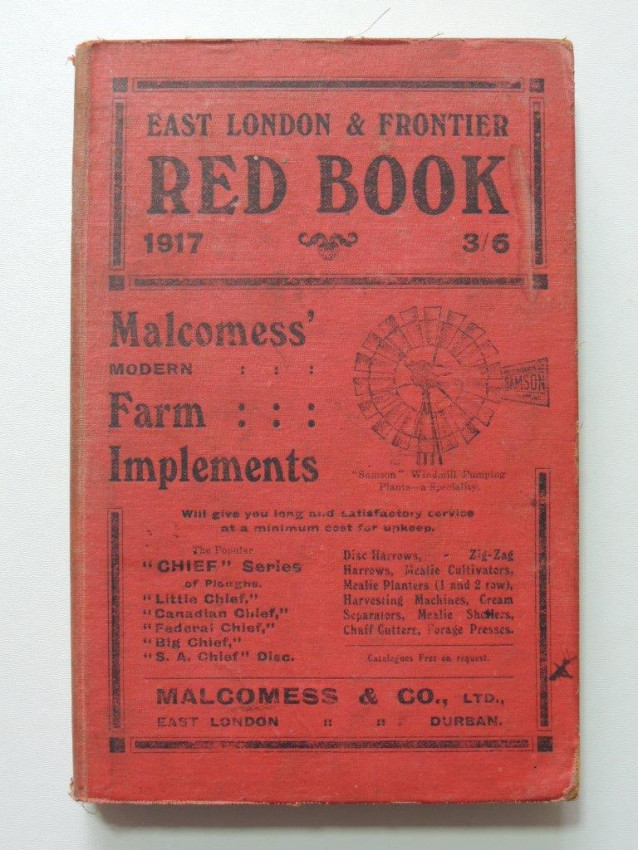 EAST LONDON & FRONTIER
RED BOOK
1917 3/6
Malcomess'
MODERN : : :
Farm : : :
Implements
SAMSON
"Samson" Windmill Pumping
Plants—a Speciality.
Will give you long and satisfactory service
at a minimum cost for upkeep.
The Popular
"CHIEF" Series
of Ploughs.
"Little Chief,"
"Canadian Chief,"
"Federal Chief,"
"Big Chief,"
"S. A. Chief" Disc.
Disc Harrows, - Zig-Zag
Harrows, Mealie Cultivators,
Mealie Planters (1 and 2 row),
Harvesting Machines, Cream
Separators, Mealie Shellers,
Chaff Cutters, Forage Presses.
Catalogues Free on request.
MALCOMESS & CO., LTD.,
EAST LONDON " " DURBAN.